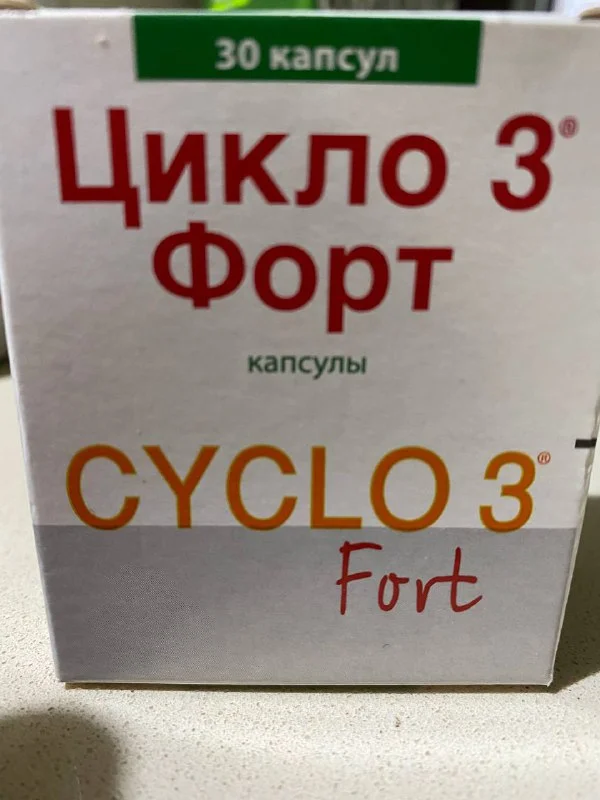 30 капсул
Цикло 3®
Форт
капсулы
CYCLO 3®
Fort